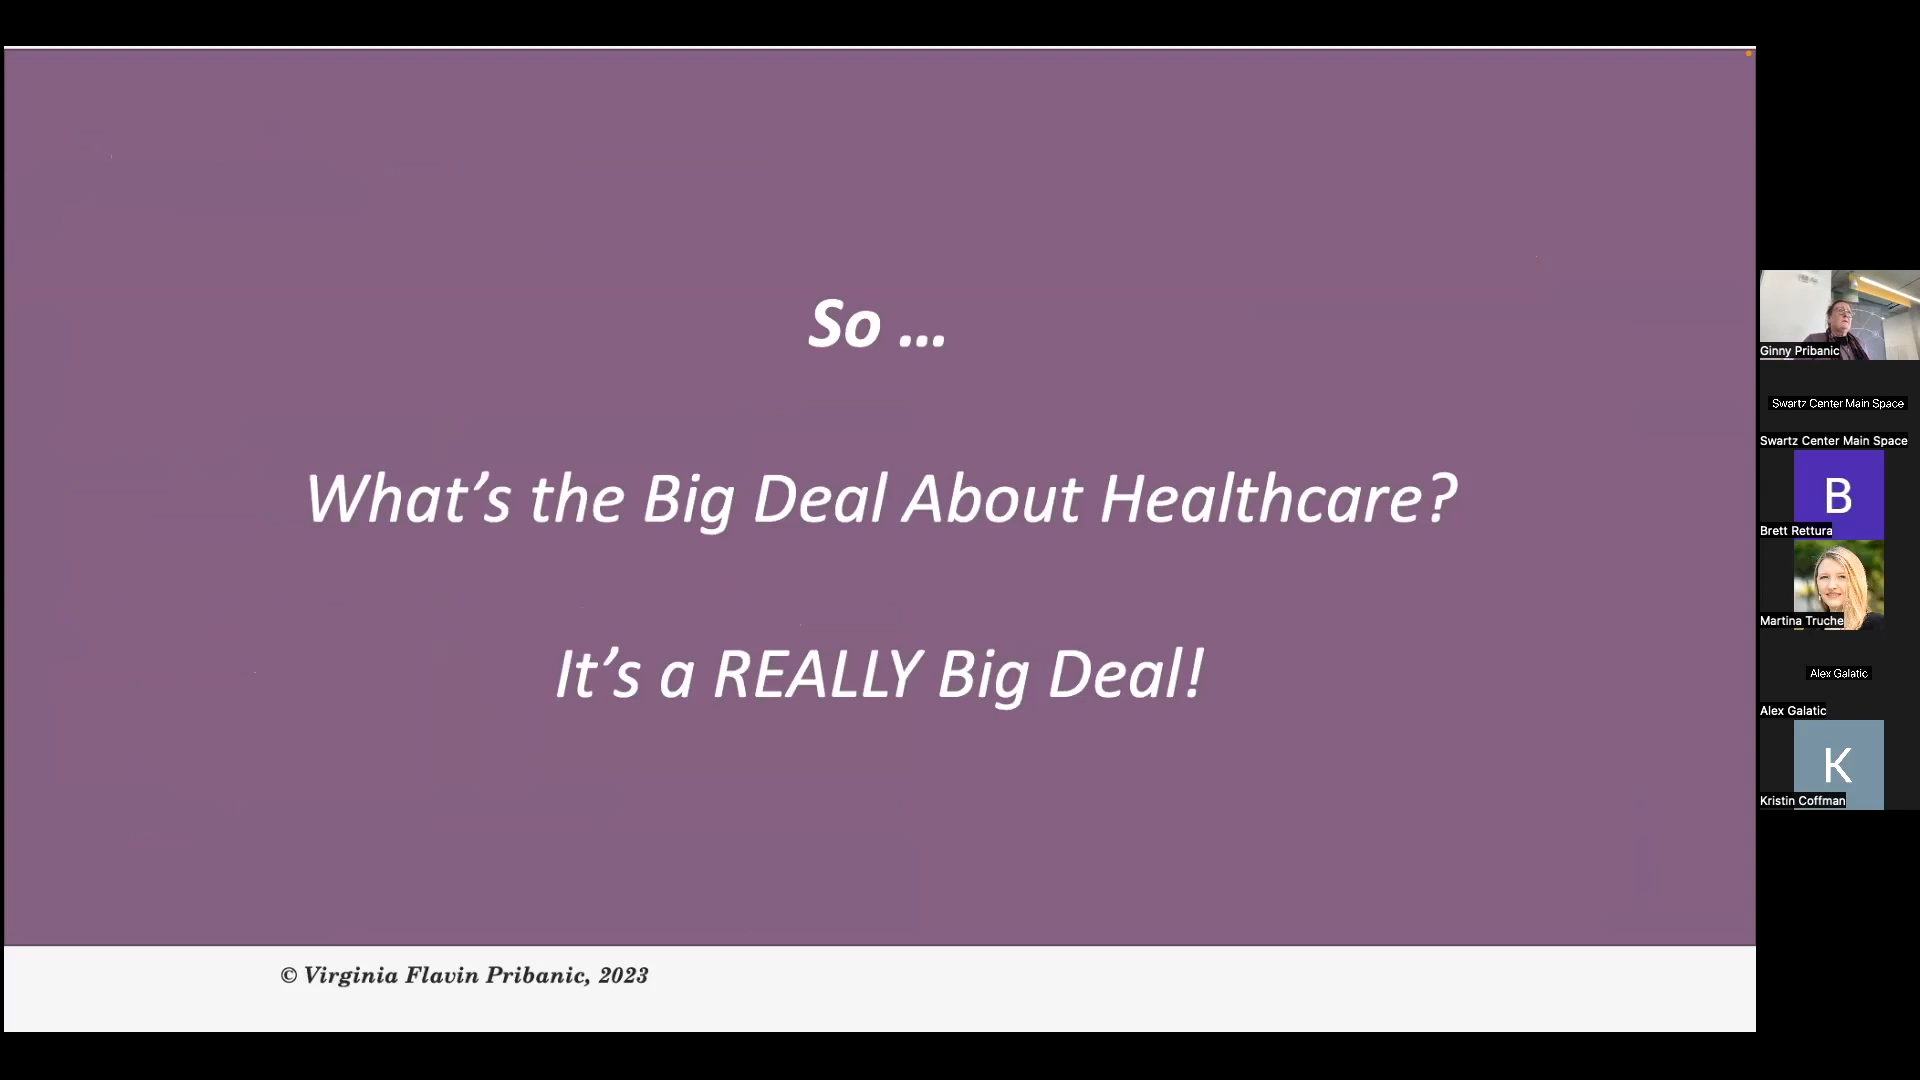 So ...
What's the Big Deal About Healthcare?
It's a REALLY Big Deal!
© Virginia Flavin Pribanic, 2023
Ginny Pribanic
Swartz Center Main Space
Swartz Center Main Space
B
Brett Rettura
Martina Truche
Alex Galatic
Alex Galatic
K
Kristin Coffman